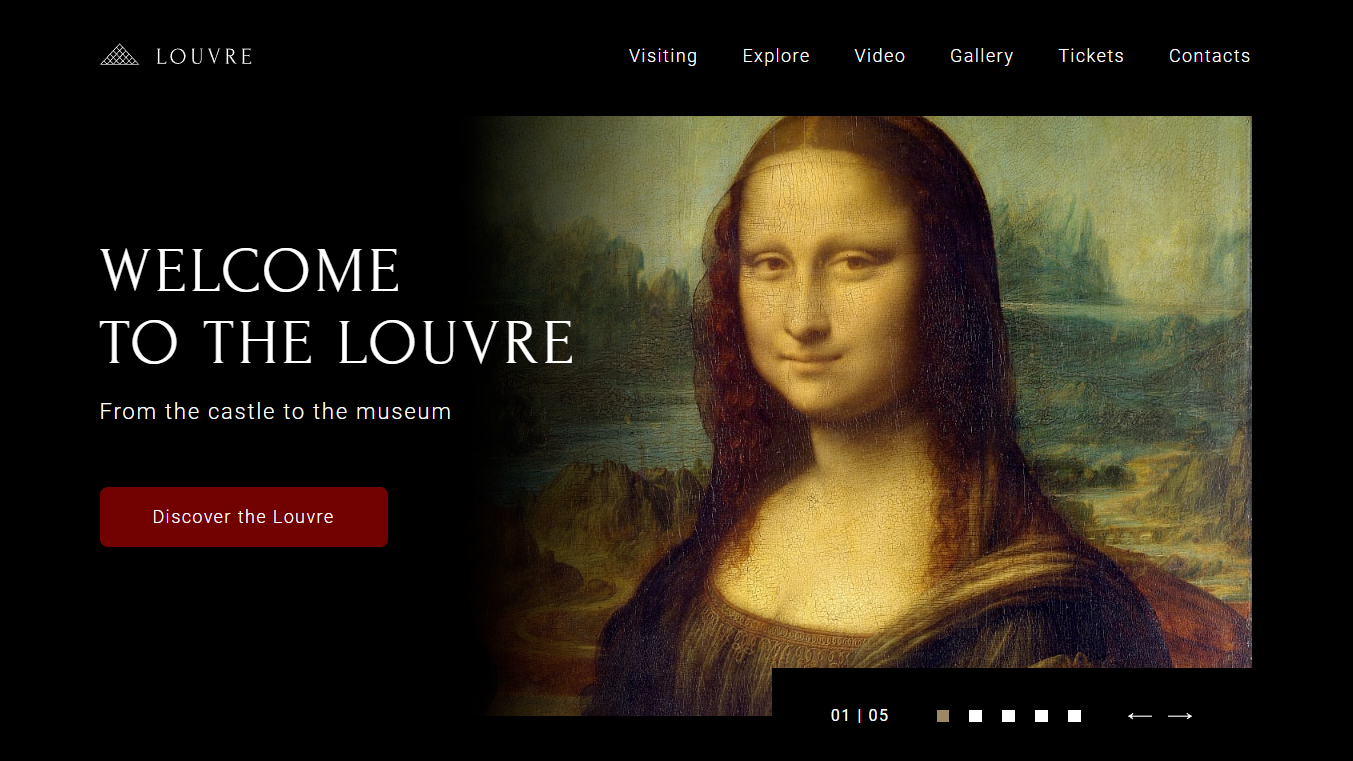 LOUVRE
Visiting Explore Video Gallery Tickets Contacts
WELCOME
TO THE LOUVRE
From the castle to the museum
Discover the Louvre
01 | 05